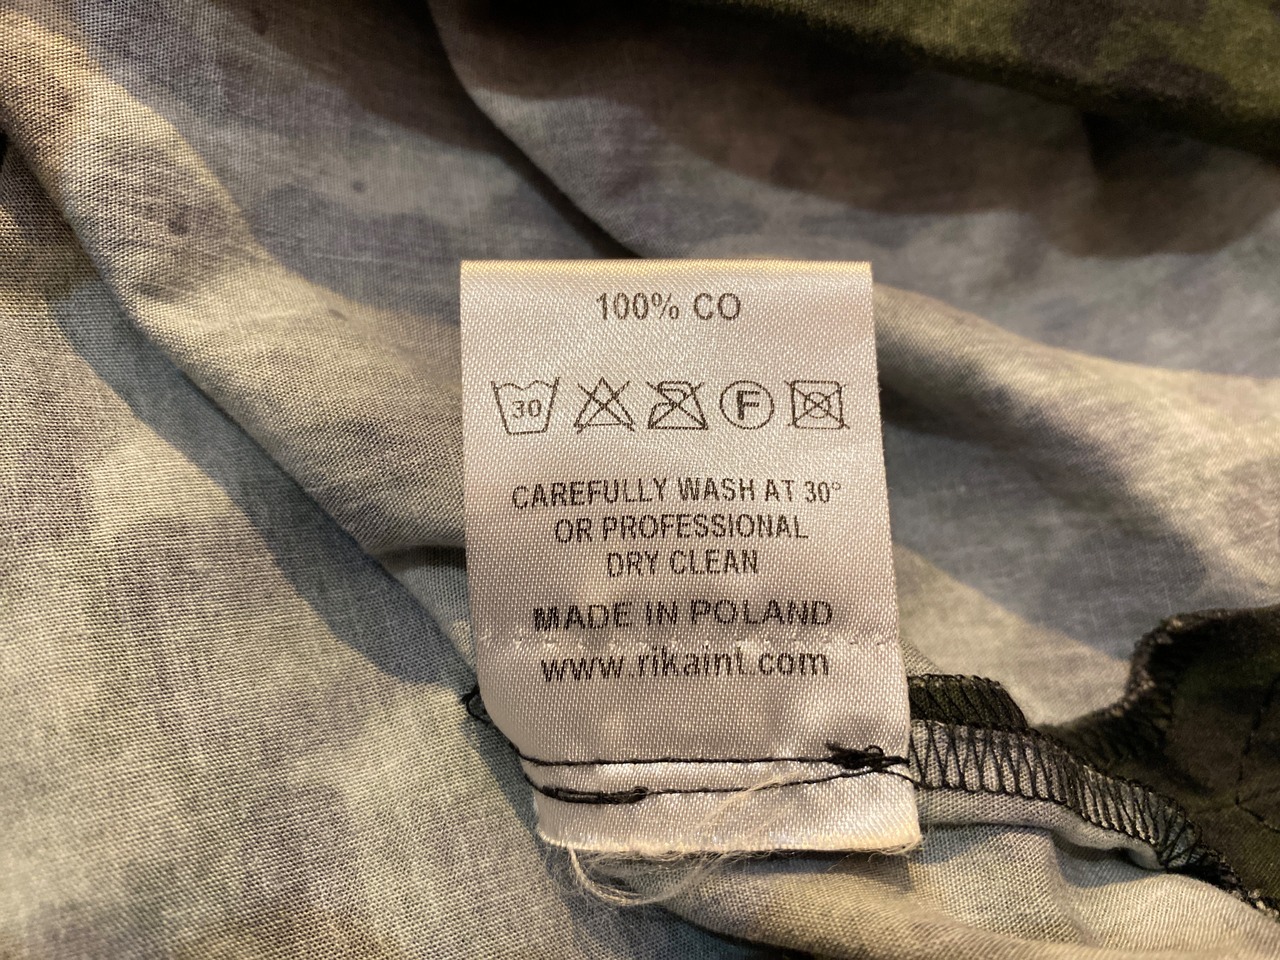 100% CO
30 F
CAREFULLY WASH AT 30°
OR PROFESSIONAL
DRY CLEAN
MADE IN POLAND
www.rikaint.com